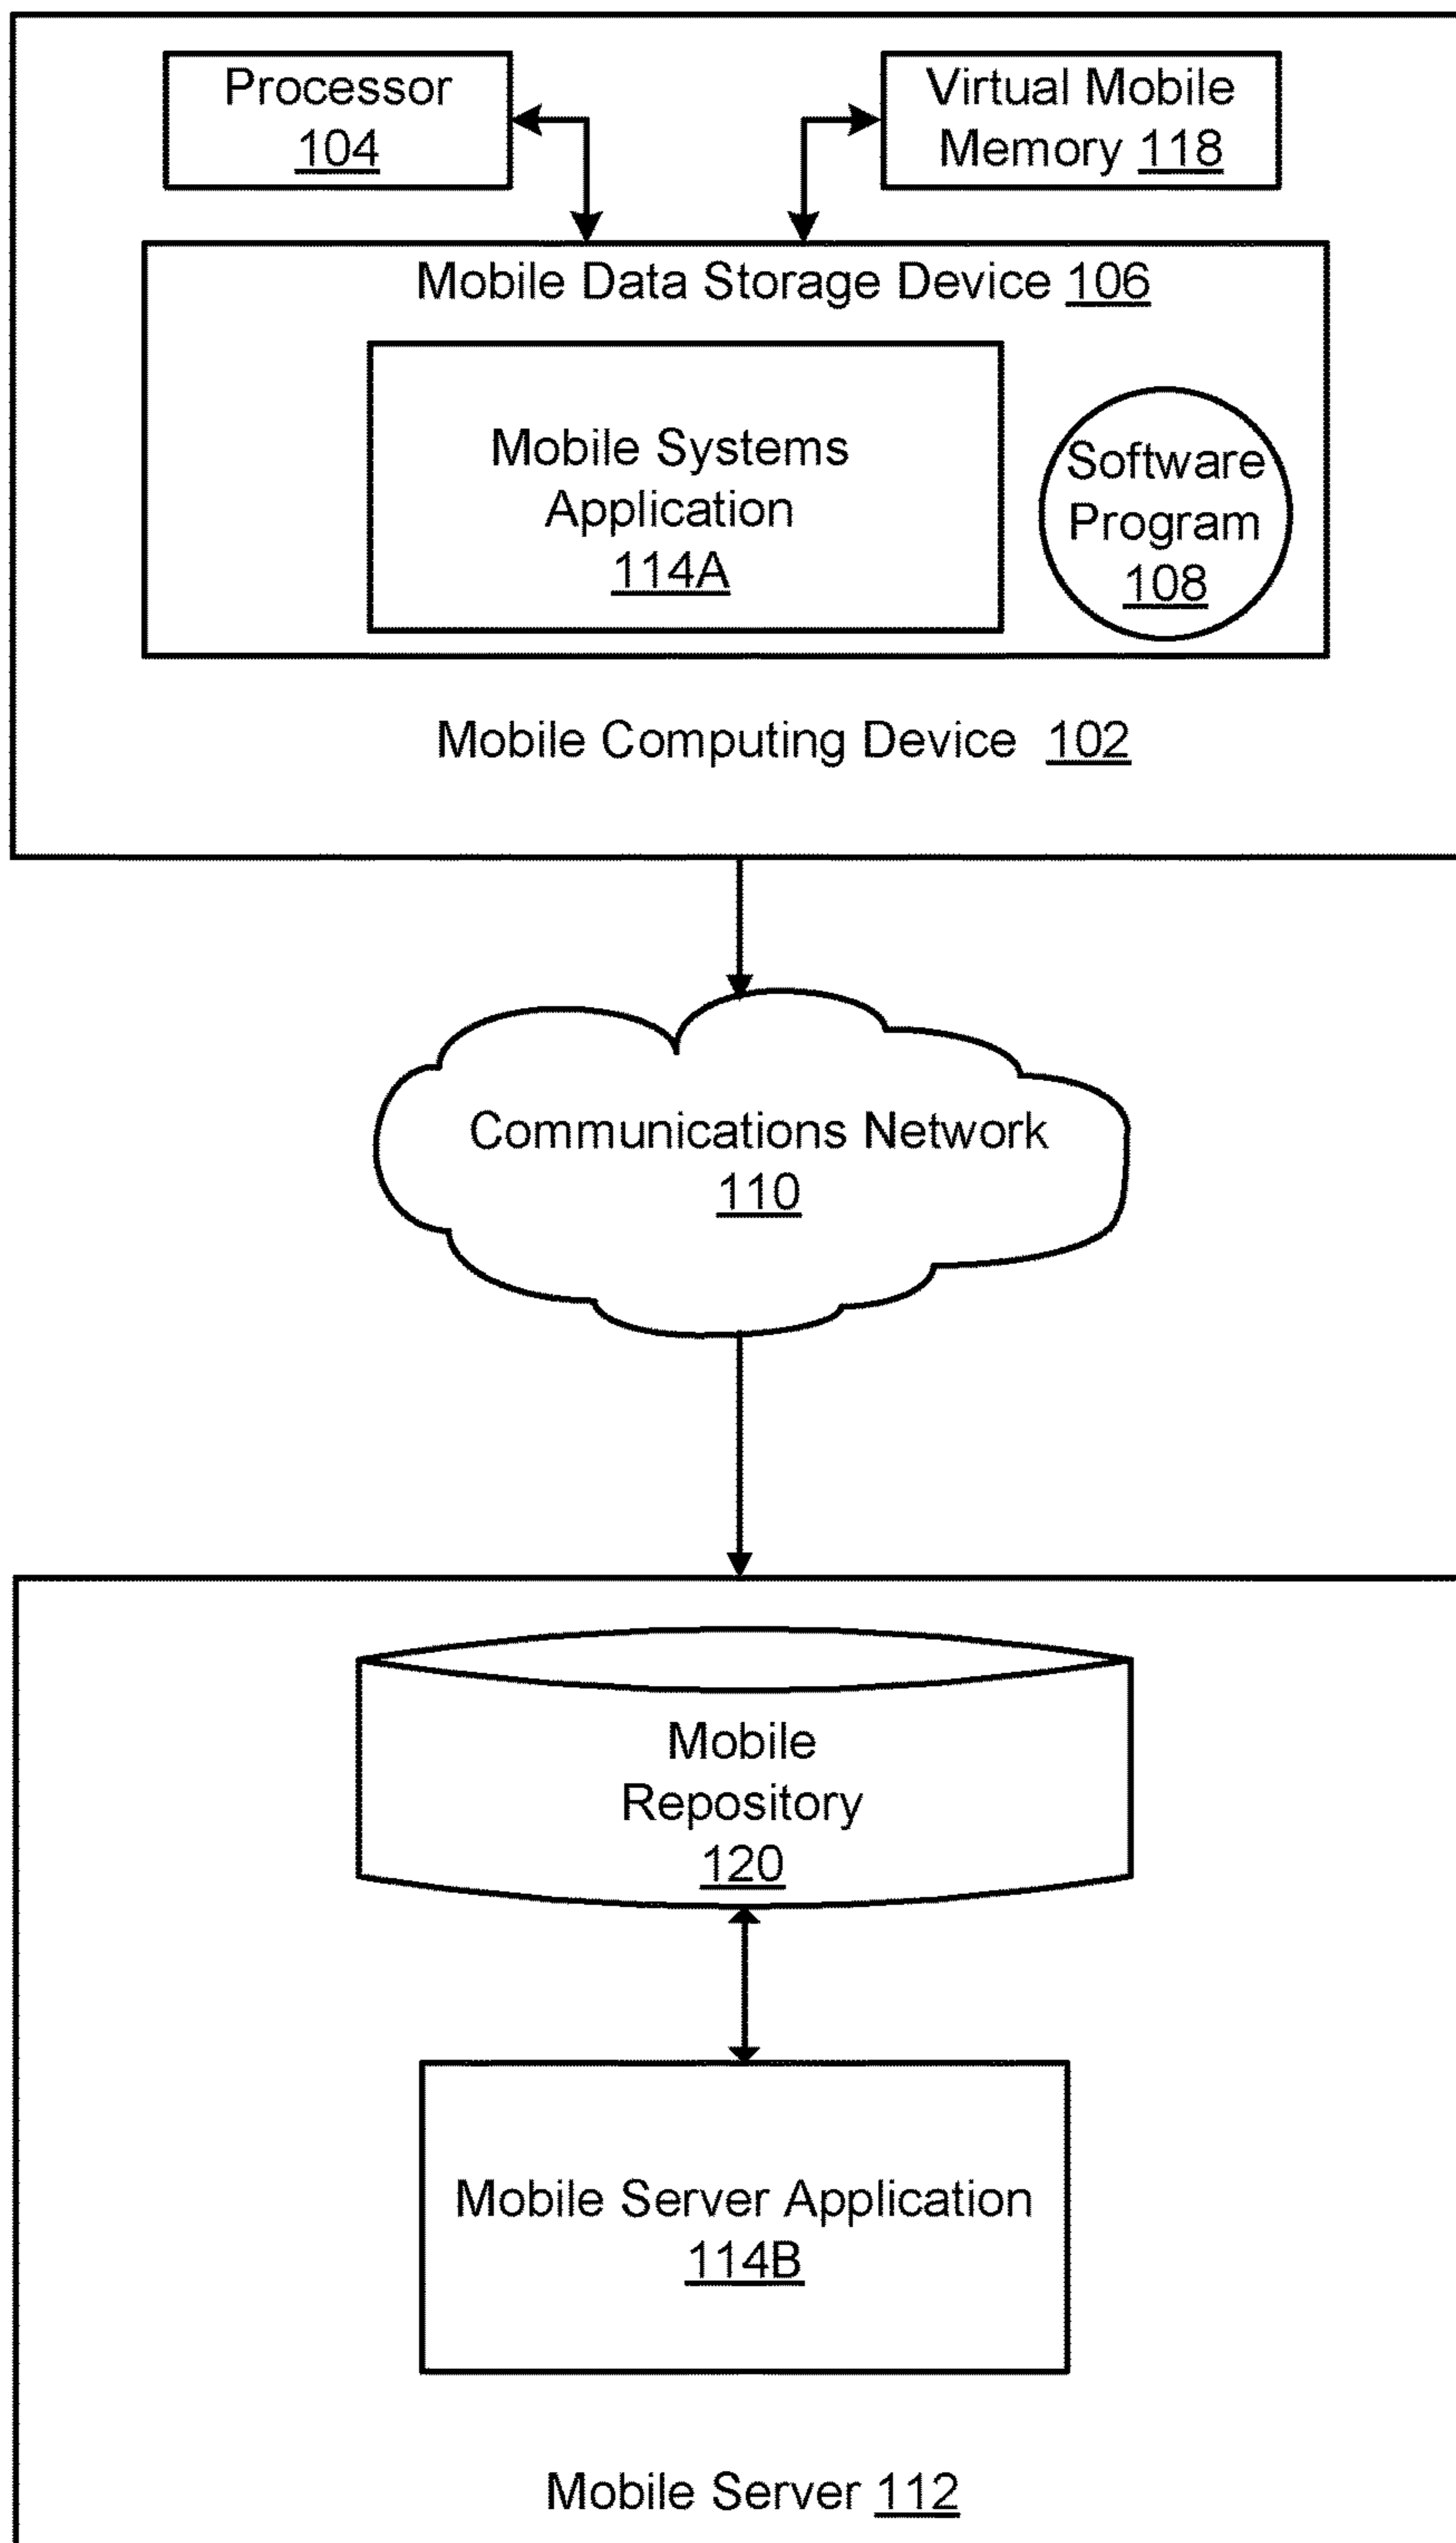 Processor
104
Virtual Mobile
Memory 118
Mobile Data Storage Device 106
Mobile Systems
Application
114A
Software
Program
108
Mobile Computing Device 102
Communications Network
110
Mobile
Repository
120
Mobile Server Application
114B
Mobile Server 112